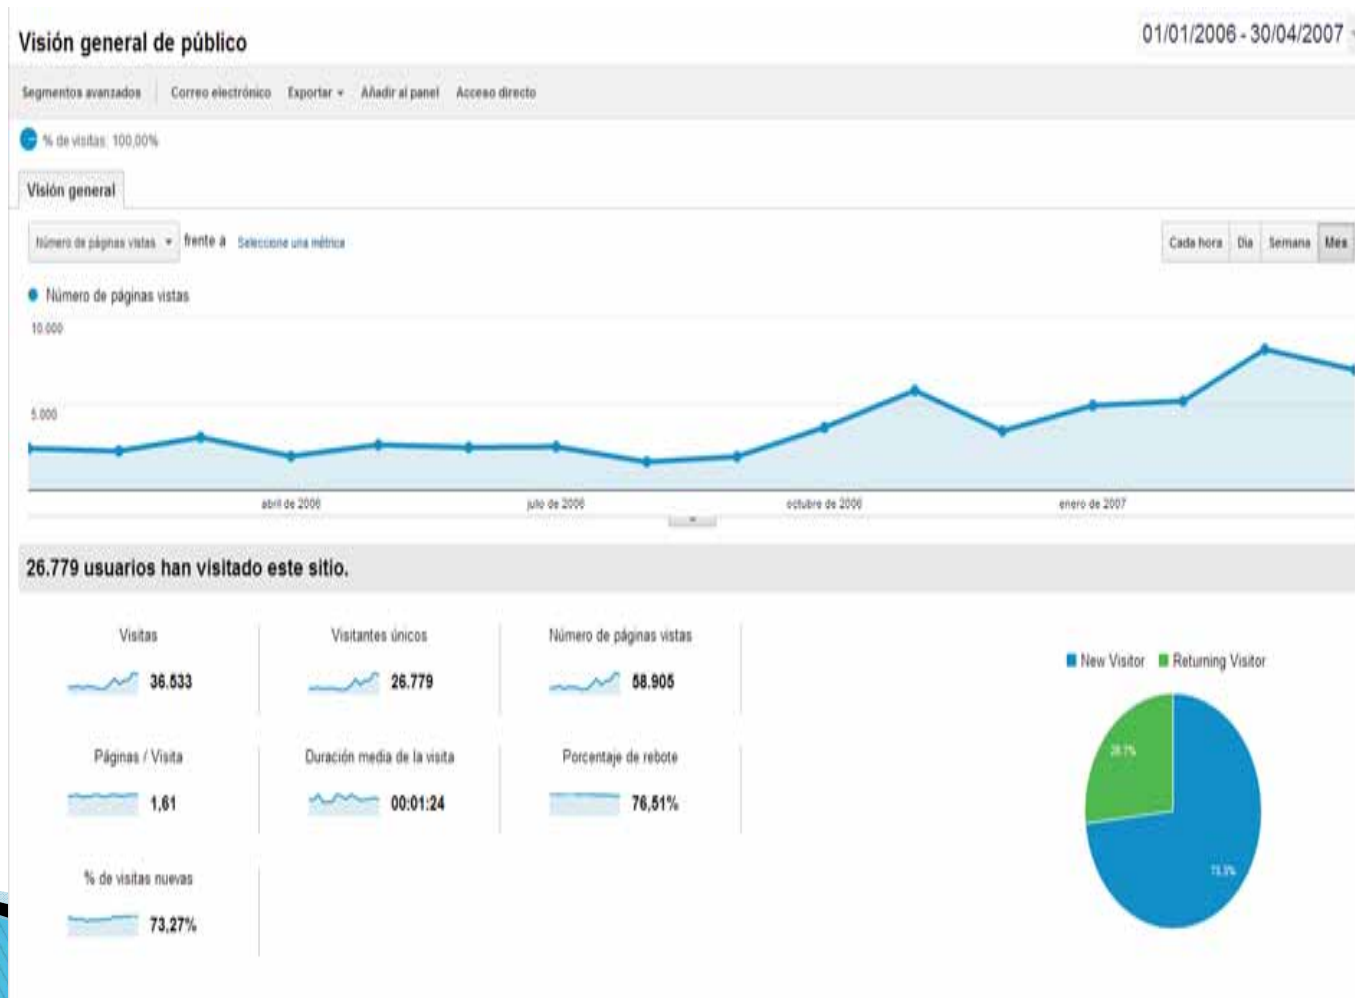 Visión general de público
01/01/2006 - 30/04/2007
Segmentos avanzados Correo electrónico Exportar Añadir al panel Acceso directo
% de visitas: 100,00%
Visión general
Número de páginas vistas frente a Seleccione una métrica
Cada hora Día Semana Mes
Número de páginas vistas
10.000
5.000
abril de 2006 julio de 2006 octubre de 2006 enero de 2007
26.779 usuarios han visitado este sitio.
Visitas Visitantes únicos Número de páginas vistas
36.533 26.779 58.905
New Visitor Returning Visitor
Páginas / Visita Duración media de la visita Porcentaje de rebote
1,61 00:01:24 76,51%
26.7%
73.3%
% de visitas nuevas
73,27%